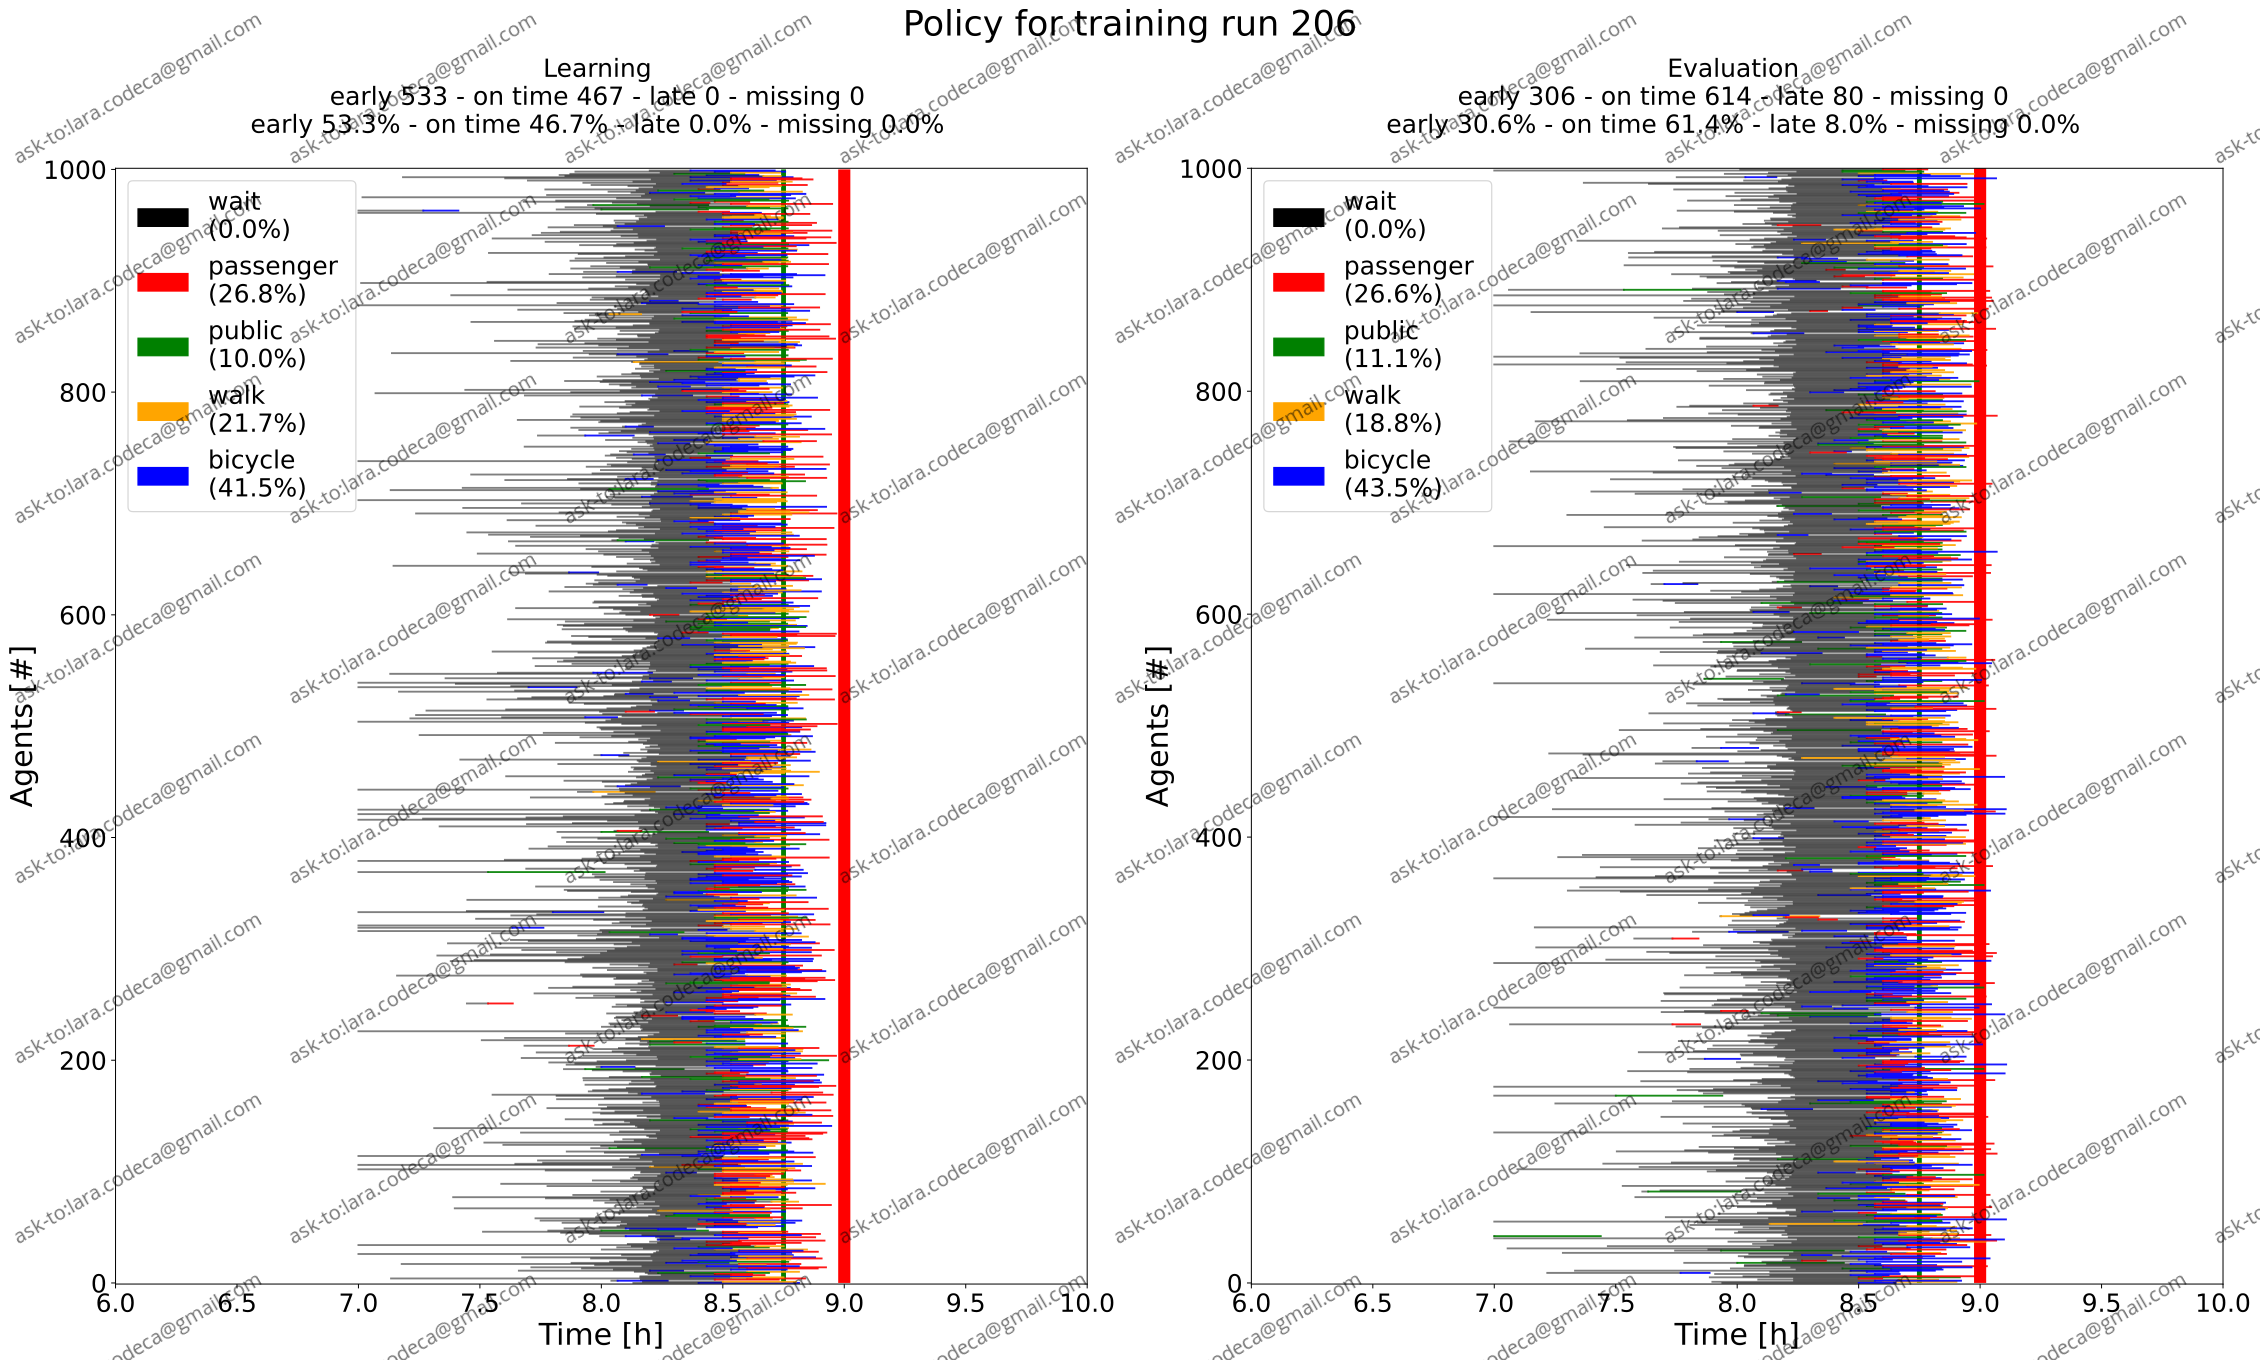 Policy for training run 206
Learning
early 533 - on time 467 - late 0 - missing 0
early 53.3% - on time 46.7% - late 0.0% - missing 0.0%
Evaluation
early 306 - on time 614 - late 80 - missing 0
early 30.6% - on time 61.4% - late 8.0% - missing 0.0%
wait
(0.0%)
passenger
(26.8%)
public
(10.0%)
walk
(21.7%)
bicycle
(41.5%)
Agents [#]
1000
800
600
400
200
0
6.0 6.5 7.0 7.5 8.0 8.5 9.0 9.5 10.0
Time [h]
wait
(0.0%)
passenger
(26.6%)
public
(11.1%)
walk
(18.8%)
bicycle
(43.5%)
Agents [#]
1000
800
600
400
200
0
6.0 6.5 7.0 7.5 8.0 8.5 9.0 9.5 10.0
Time [h]
ask-to:lara.codeca@gmail.com